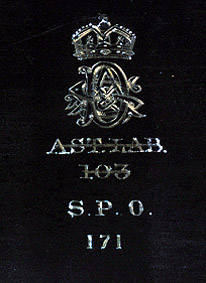 AST. LAB.
103
S. P. O.
171